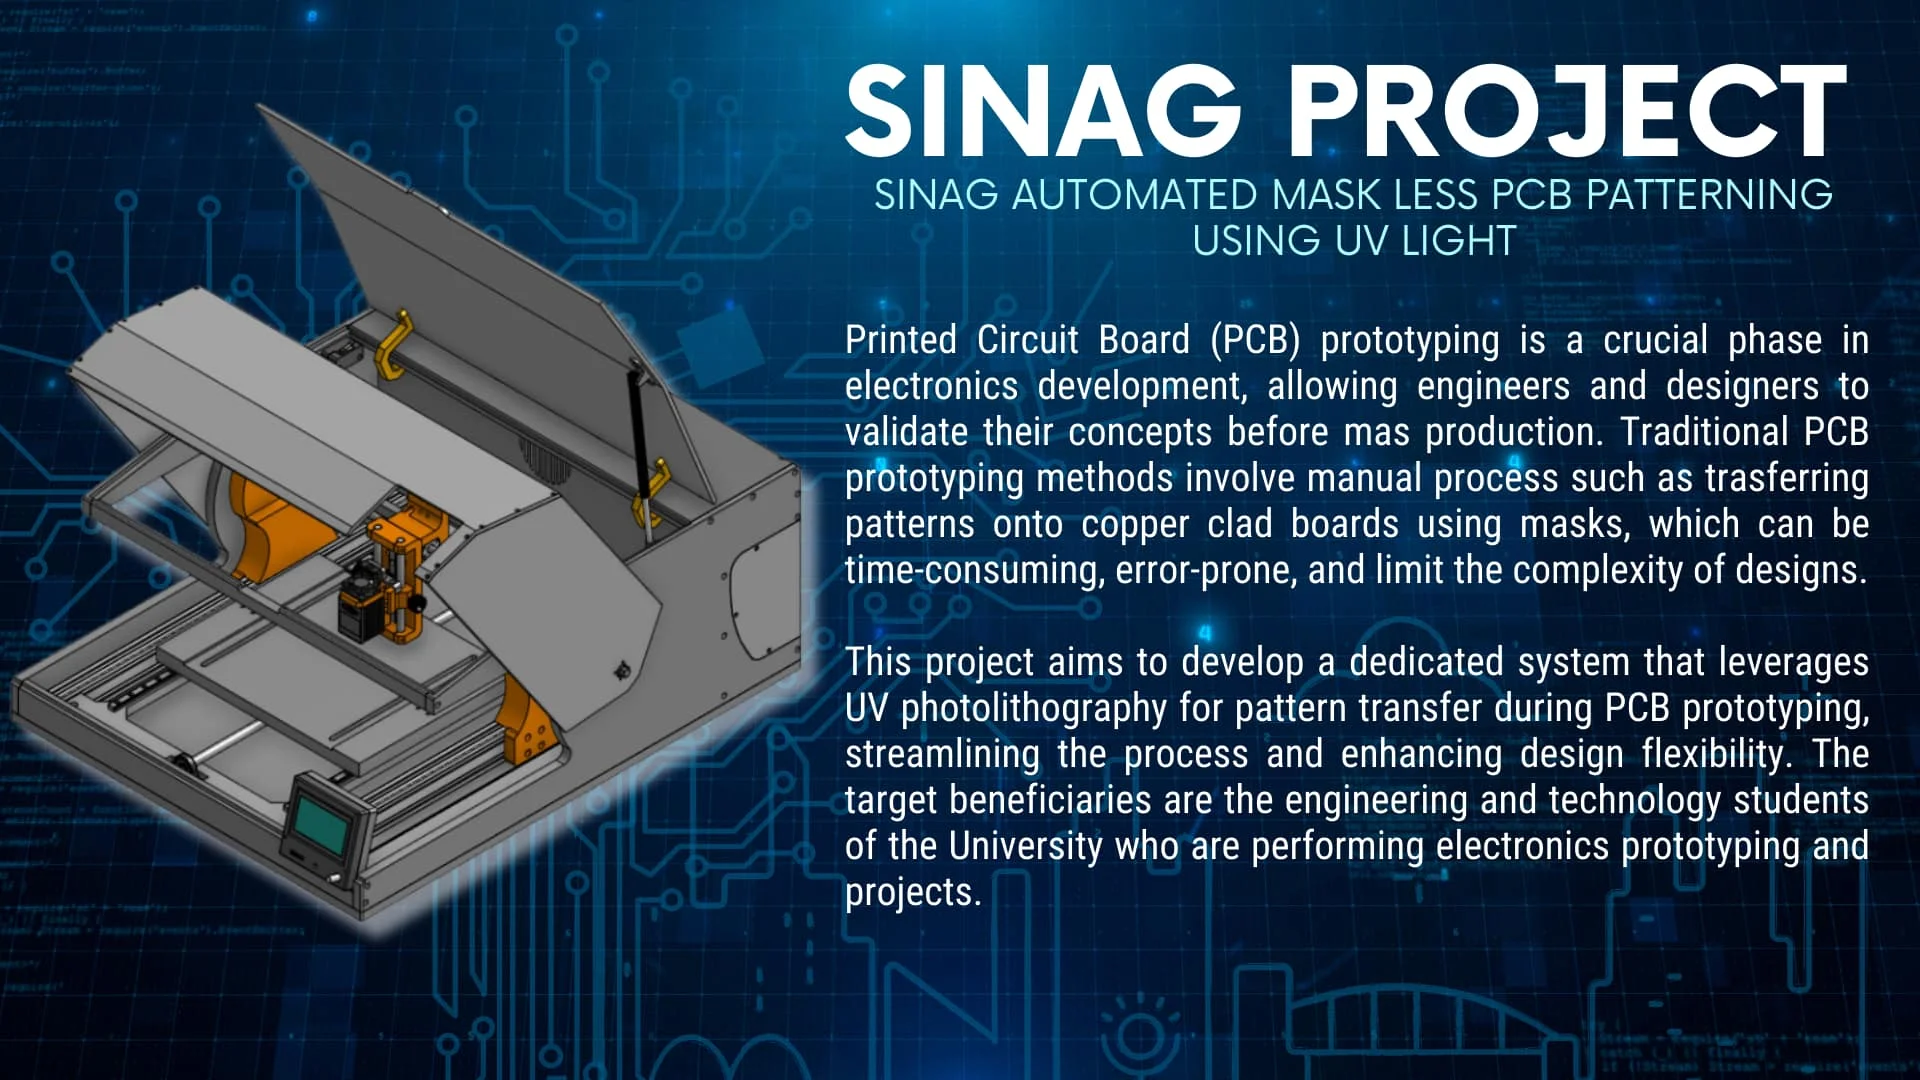 SINAG PROJECT
SINAG AUTOMATED MASK LESS PCB PATTERNING
USING UV LIGHT
Printed Circuit Board (PCB) prototyping is a crucial phase in
electronics development, allowing engineers and designers to
validate their concepts before mas production. Traditional PCB
prototyping methods involve manual process such as trasferring
patterns onto copper clad boards using masks, which can be
time-consuming, error-prone, and limit the complexity of designs.
This project aims to develop a dedicated system that leverages
UV photolithography for pattern transfer during PCB prototyping,
streamlining the process and enhancing design flexibility. The
target beneficiaries are the engineering and technology students
of the University who are performing electronics prototyping and
projects.